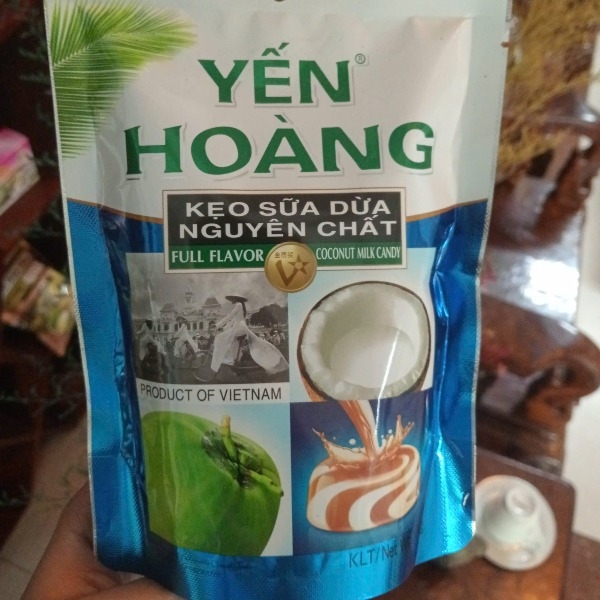 YẾN®
HOÀNG
KẸO SỮA DỪA
NGUYÊN CHẤT
FULL FLAVOR COCONUT MILK CANDY
PRODUCT OF VIETNAM
KLT/Net